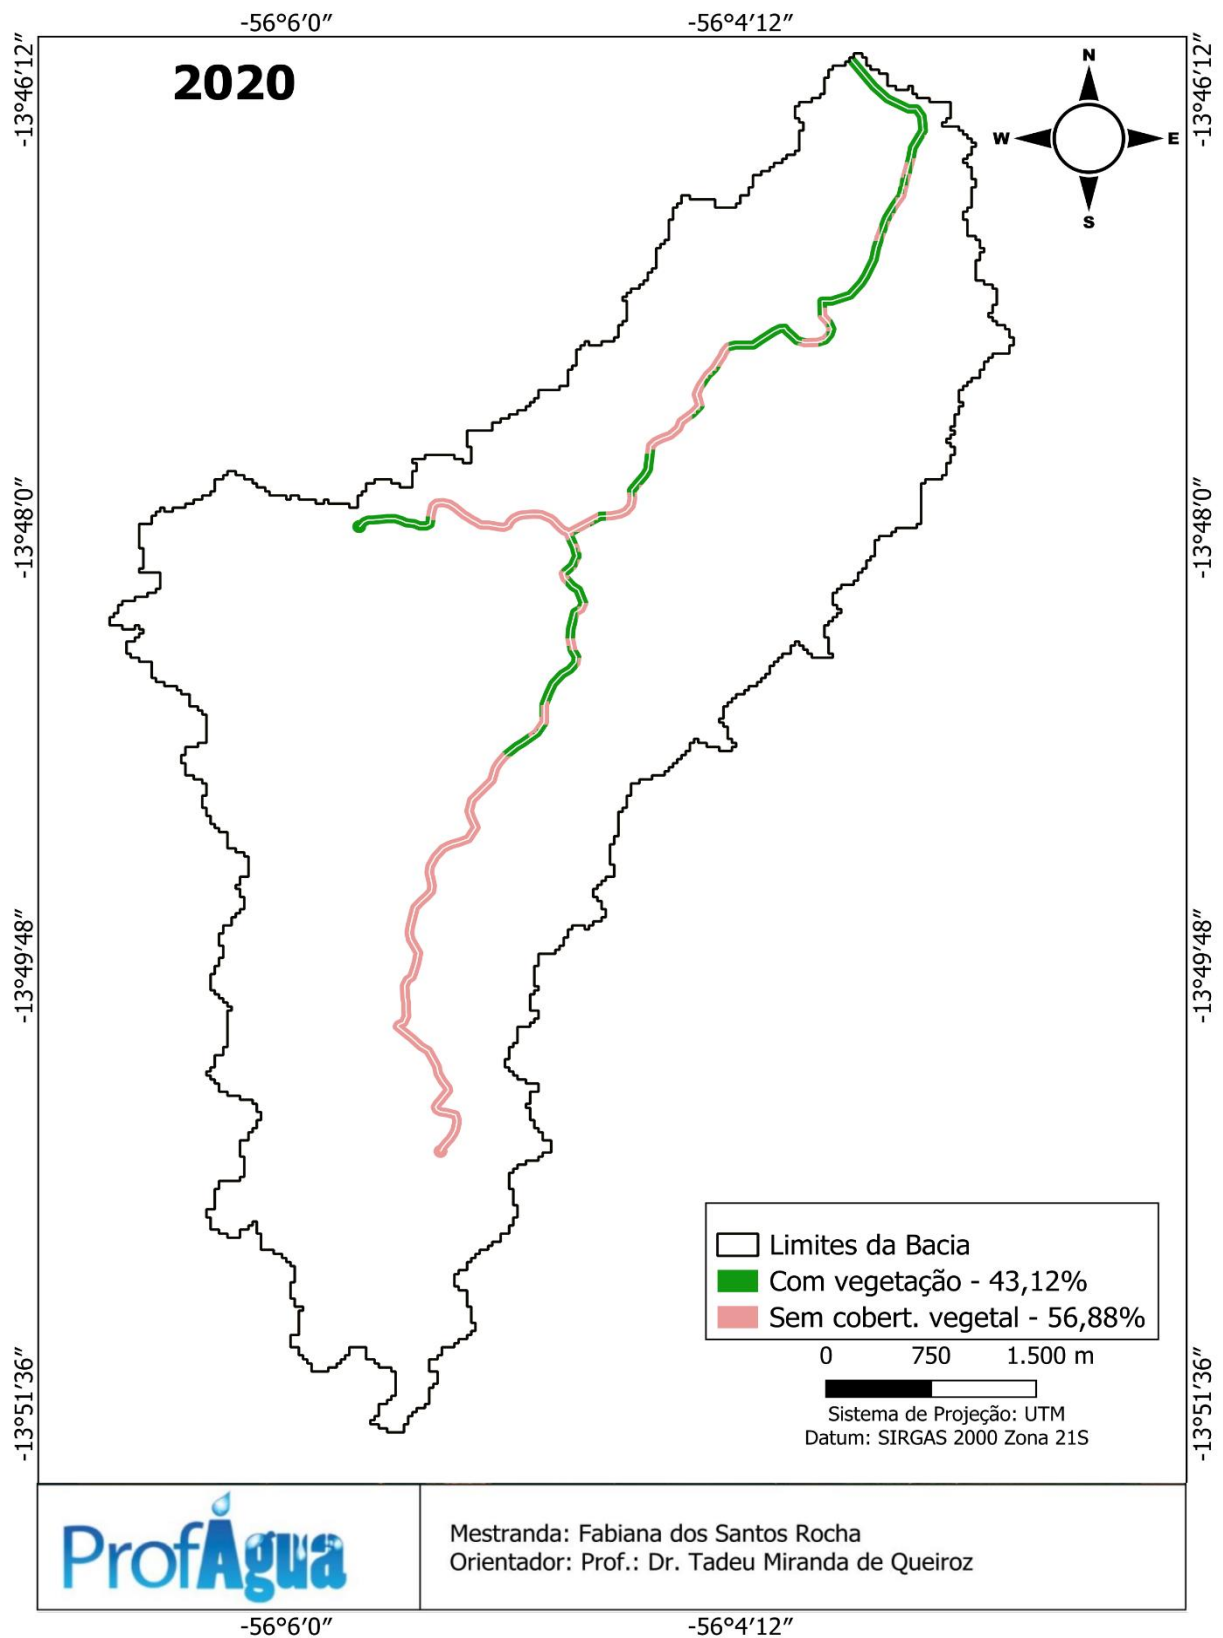 -56°6′0″ -56°4′12″
2020
-13°46′12″
-13°46′12″
N
W E
S
-13°48′0″
-13°48′0″
-13°49′48″
-13°49′48″
Limites da Bacia
Com vegetação - 43,12%
Sem cobert. vegetal - 56,88%
0 750 1.500 m
Sistema de Projeção: UTM
Datum: SIRGAS 2000 Zona 21S
-13°51′36″
-13°51′36″
ProfÁgua
Mestranda: Fabiana dos Santos Rocha
Orientador: Prof.: Dr. Tadeu Miranda de Queiroz
-56°6′0″ -56°4′12″